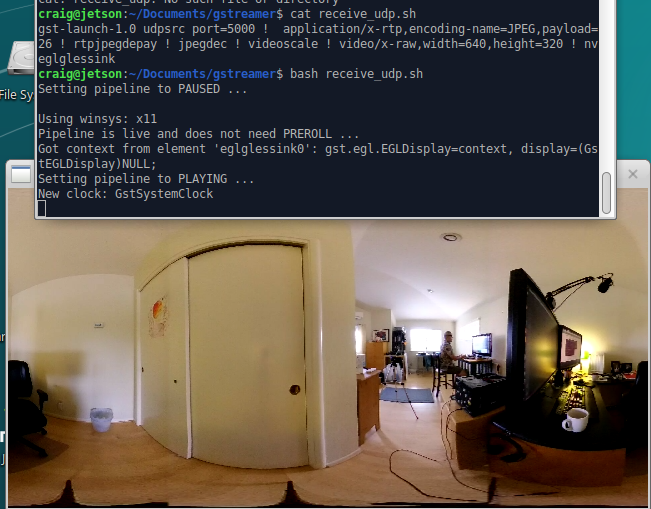 cat: receive_udp: No such file or directory
craig@jetson:~/Documents/gstreamer$ cat receive_udp.sh
gst-launch-1.0 udpsrc port=5000 !  application/x-rtp,encoding-name=JPEG,payload=
26 ! rtpjpegdepay ! jpegdec ! videoscale ! video/x-raw,width=640,height=320 ! nv
eglglessink
craig@jetson:~/Documents/gstreamer$ bash receive_udp.sh
Setting pipeline to PAUSED ...
Using winsys: x11
Pipeline is live and does not need PREROLL ...
Got context from element 'eglglessink0': gst.egl.EGLDisplay=context, display=(Gs
tEGLDisplay)NULL;
Setting pipeline to PLAYING ...
New clock: GstSystemClock
File Sy